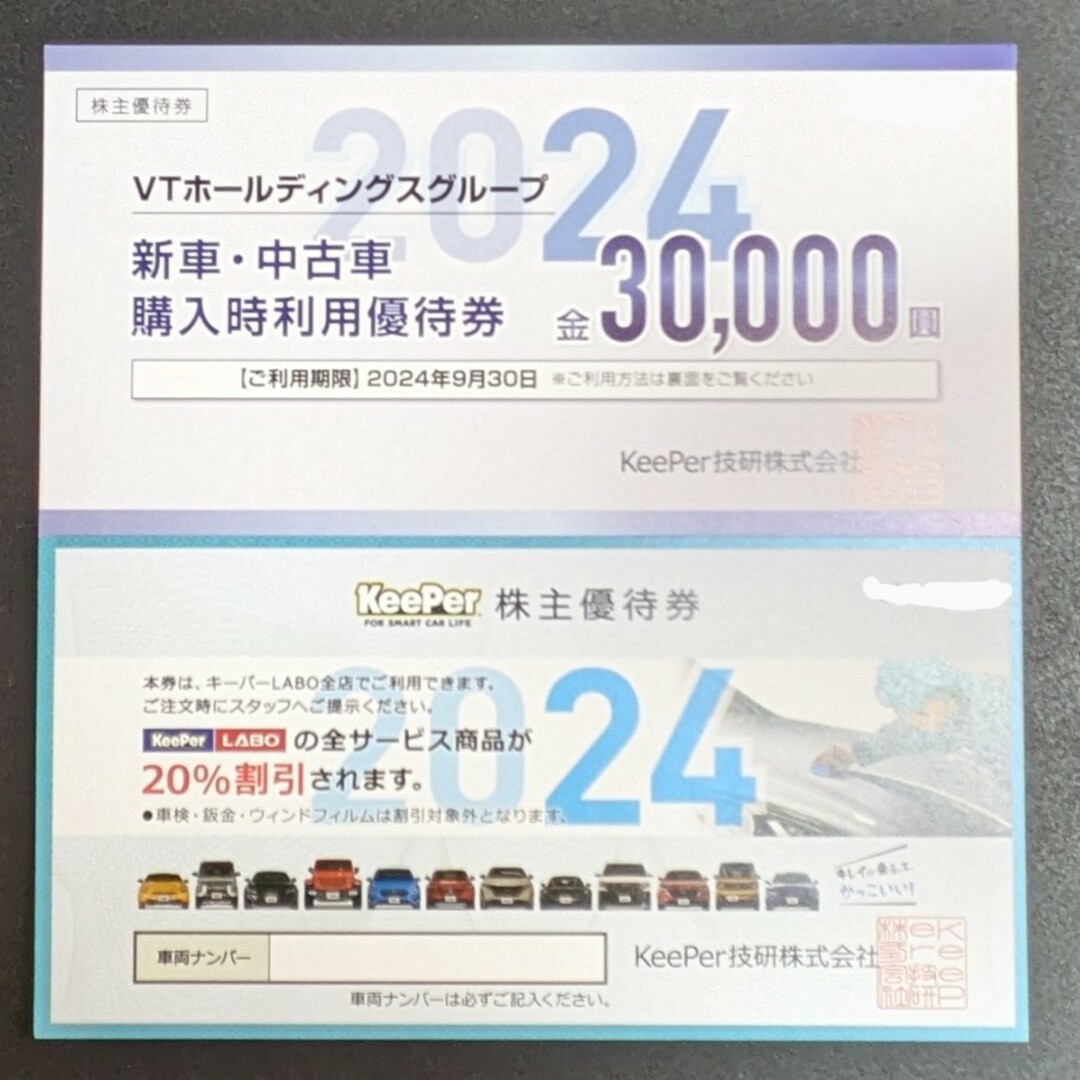 株主優待券
2024
VTホールディングスグループ
新車・中古車
購入時利用優待券
金30,000圓
【ご利用期限】2024年9月30日 ※ご利用方法は裏面をご覧ください
KeePer技研株式会社
KeePer 株主優待券
FOR SMART CAR LIFE
2024
本券は、キーパーLABO全店でご利用できます。
ご注文時にスタッフへご提示ください。
KeePer LABO の全サービス商品が
20%割引されます。
●車検・鈑金・ウィンドフィルムは割引対象外となります。
キレイに乗るって、
かっこいい!
車両ナンバー
KeePer技研株式会社
車両ナンバーは必ずご記入ください。